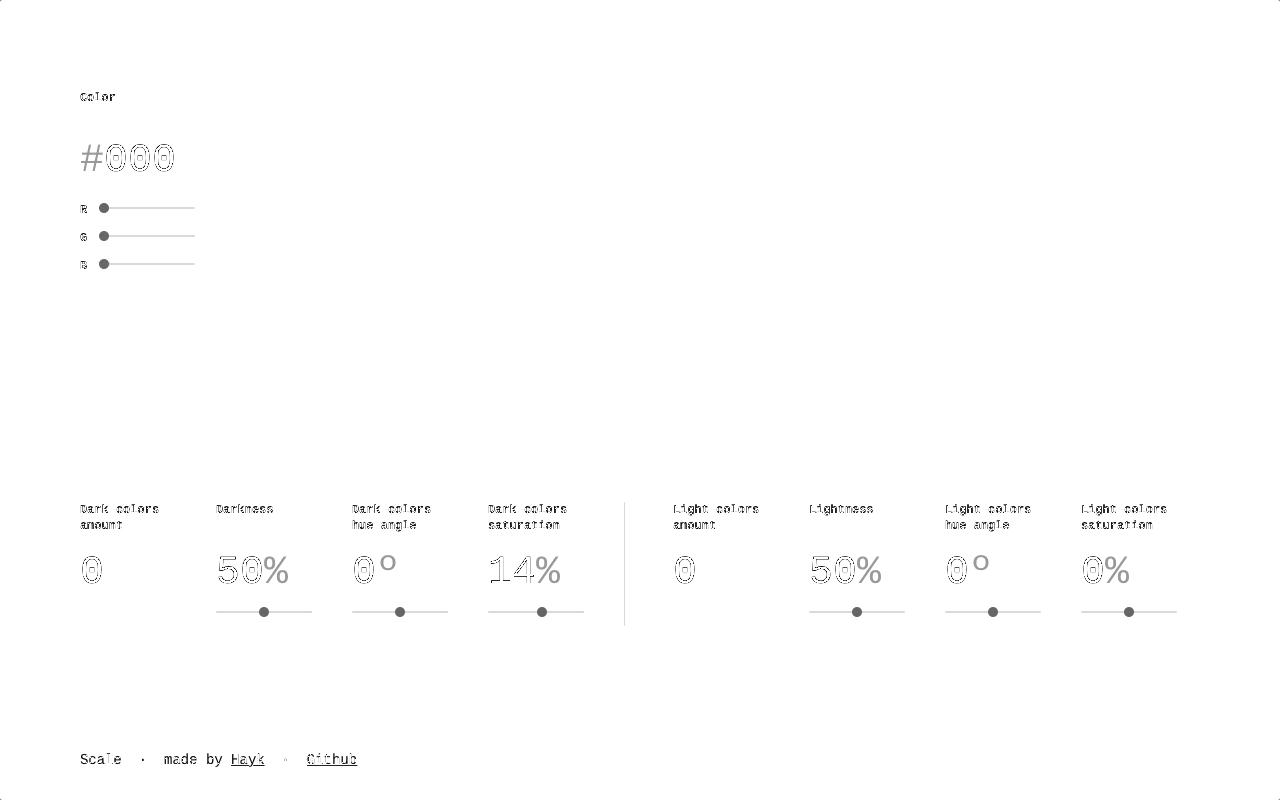 Color
#000
R
G
B
Dark colors amount
0
Darkness
50%
Dark colors hue angle
0°
Dark colors saturation
14%
Light colors amount
0
Lightness
50%
Light colors hue angle
0°
Light colors saturation
0%
Scale · made by Hayk · Github